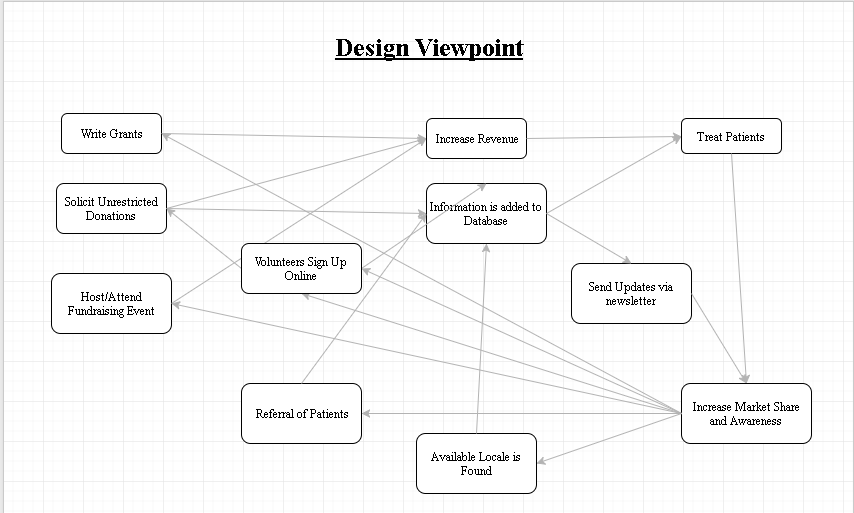 Design Viewpoint
Write Grants
Increase Revenue
Treat Patients
Solicit Unrestricted
Donations
Information is added to
Database
Volunteers Sign Up
Online
Host/Attend
Fundraising Event
Send Updates via
newsletter
Referral of Patients
Increase Market Share
and Awareness
Available Locale is
Found